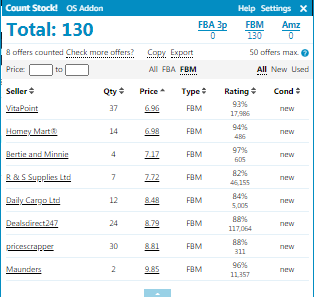 Count Stock! OS Addon Help Settings ×
Total: 130 FBA 3p FBM Amz
0 130 0
8 offers counted Check more offers? Copy Export 50 offers max. ?
Price: to All FBA FBM All New Used
Seller Qty Price Type Rating Cond
VitaPoint 37 6.96 FBM 93% new
17,986
Homey Mart® 14 6.98 FBM 94% new
486
Bertie and Minnie 4 7.17 FBM 97% new
605
R & S Supplies Ltd 7 7.72 FBM 82% new
46,155
Daily Cargo Ltd 12 8.48 FBM 84% new
5,005
Dealsdirect247 24 8.79 FBM 88% new
117,064
pricescrapper 30 8.81 FBM 88% new
311
Maunders 2 9.85 FBM 96% new
11,357